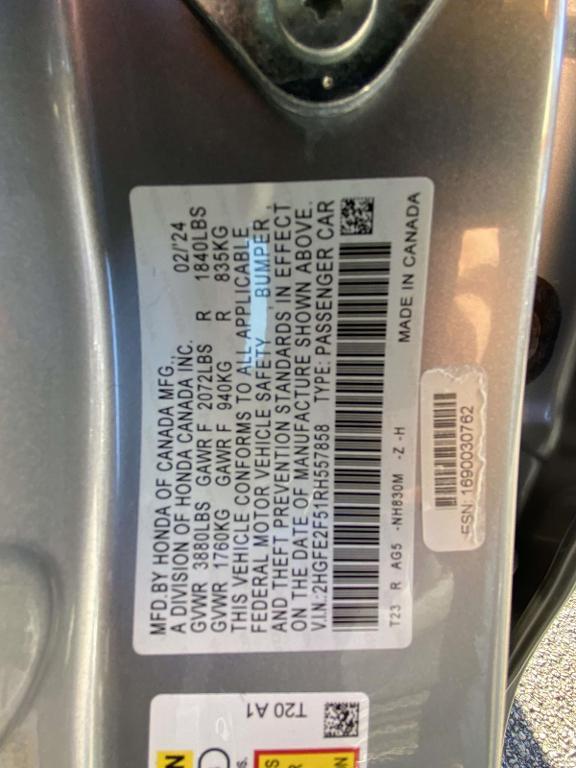 MFD.BY HONDA OF CANADA MFG.,
A DIVISION OF HONDA CANADA INC. 02/'24
GVWR 3880LBS GAWR F 2072LBS R 1840LBS
GVWR 1760KG GAWR F 940KG R 835KG
THIS VEHICLE CONFORMS TO ALL APPLICABLE
FEDERAL MOTOR VEHICLE SAFETY , BUMPER ,
AND THEFT PREVENTION STANDARDS IN EFFECT
ON THE DATE OF MANUFACTURE SHOWN ABOVE.
V.I.N.:2HGFE2F51RH557858 TYPE: PASSENGER CAR
T23 R AG5 -NH830M -Z -H MADE IN CANADA
FSN: 1690030762
T20 A1